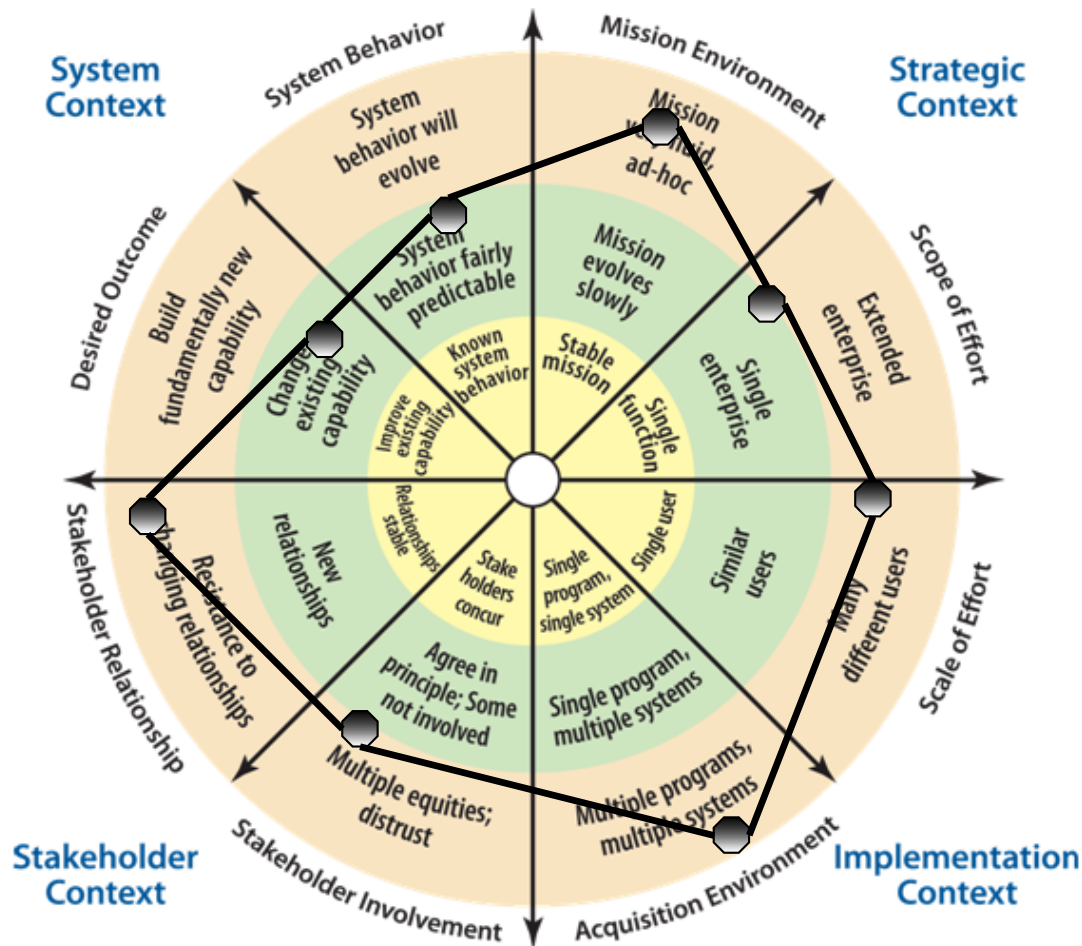 System
Context
System Behavior
Mission Environment
Strategic
Context
System
behavior will
evolve
Mission
ad-hoc
Desired Outcome
Build
fundamentally new
capability
System
behavior fairly
predictable
Mission
evolves
slowly
Scope of Effort
Extended
enterprise
existing
capability
Known
system
behavior
Stable
mission
Single
enterprise
Improve
existing
capability
Single
function
Relationships
stable
Single user
New
relationships
Stake
holders
concur
Single
program,
single system
Similar
users
Stakeholder Relationship
Resistance to
relationships
Many
different users
Scale of Effort
Agree in
principle; Some
not involved
Single program,
multiple systems
Multiple equities;
distrust
Multiple programs,
multiple systems
Stakeholder
Context
Stakeholder Involvement
Acquisition Environment
Implementation
Context